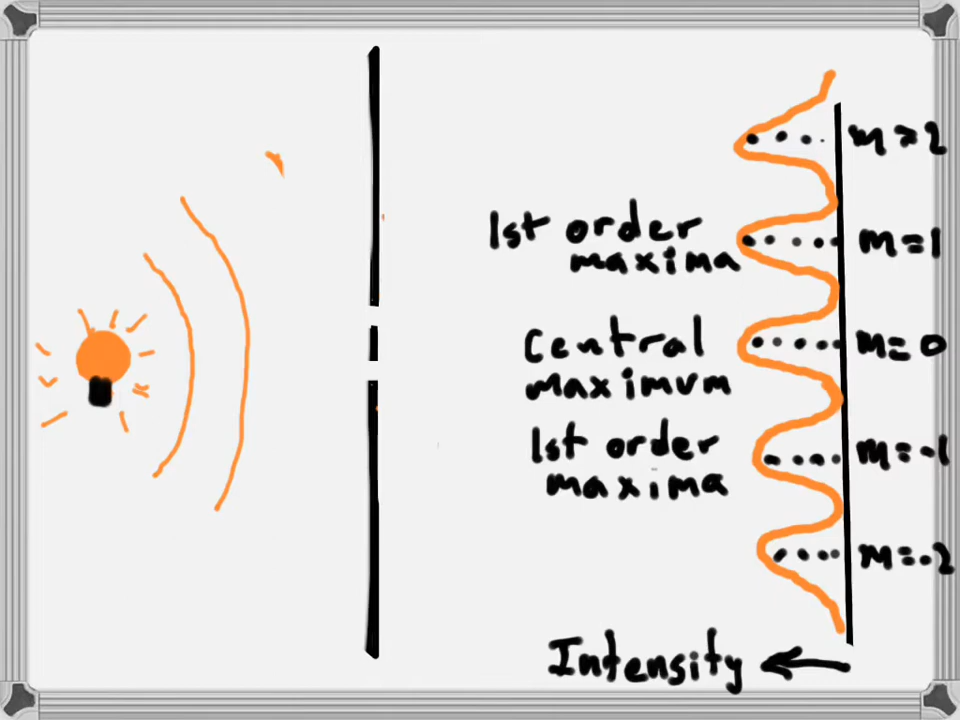 m = 2
1st order
maxima
m = 1
Central
maximum
m = 0
1st order
maxima
m = -1
m = -2
Intensity